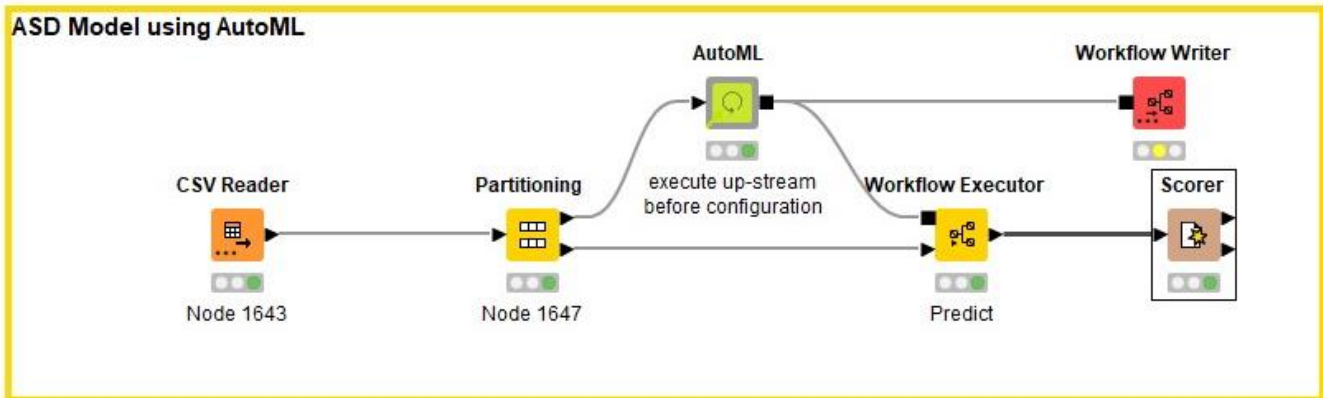 ASD Model using AutoML
AutoML
Workflow Writer
execute up-stream
before configuration
CSV Reader
Partitioning
Workflow Executor
Scorer
Node 1643
Node 1647
Predict